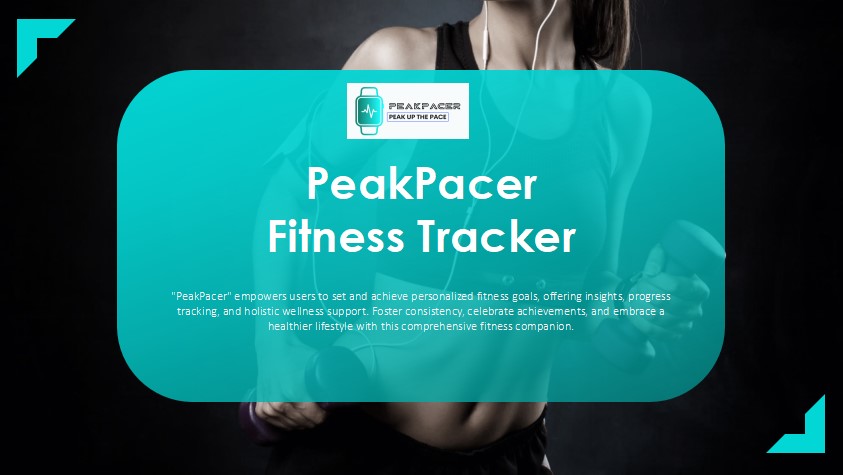 PEAKPACER
PEAK UP THE PACE
PeakPacer
Fitness Tracker
"PeakPacer" empowers users to set and achieve personalized fitness goals, offering insights, progress
tracking, and holistic wellness support. Foster consistency, celebrate achievements, and embrace a
healthier lifestyle with this comprehensive fitness companion.